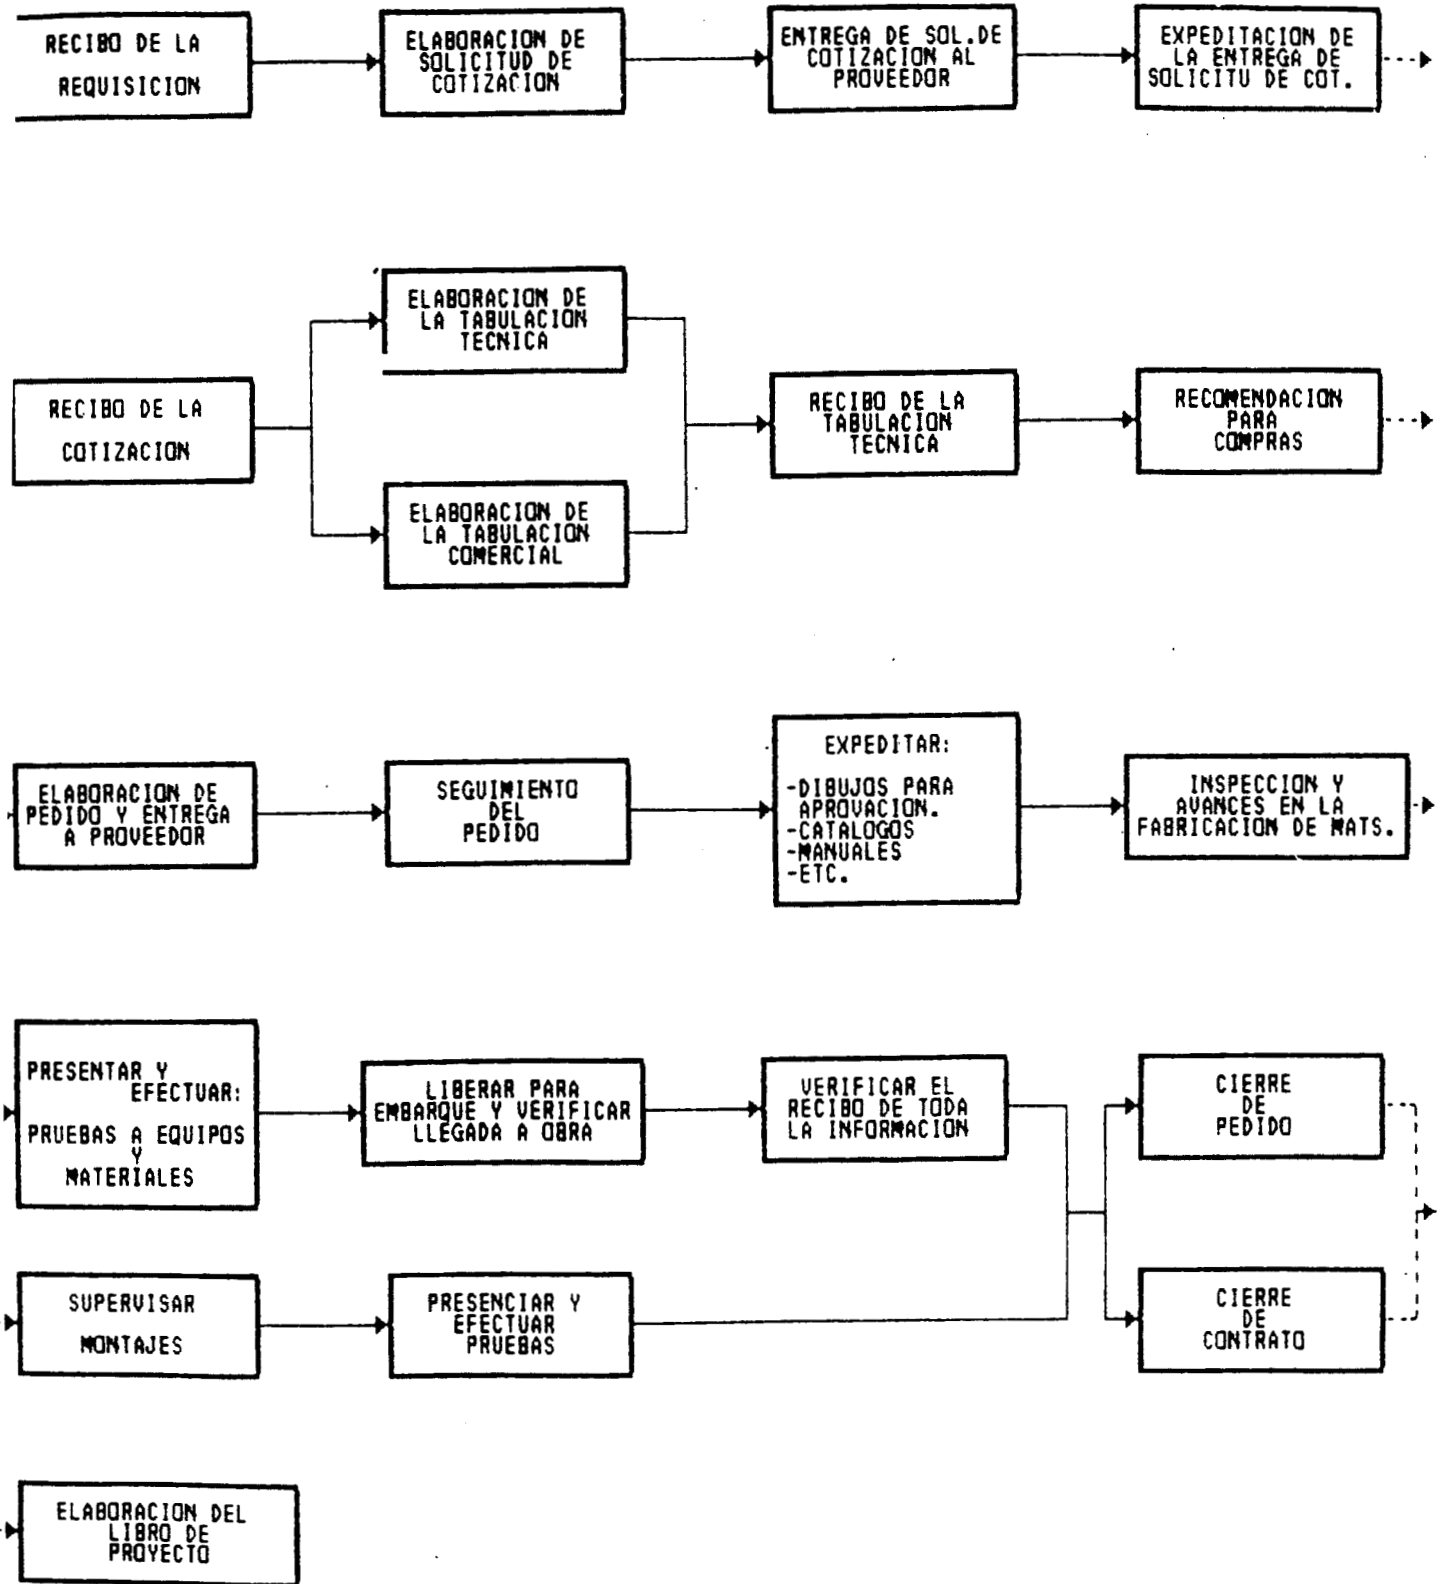 RECIBO DE LA
REQUISICION
ELABORACION DE
SOLICITUD DE
COTIZACION
ENTREGA DE SOL.DE
COTIZACION AL
PROVEEDOR
EXPEDITACION DE
LA ENTREGA DE
SOLICITU DE COT.
RECIBO DE LA
COTIZACION
ELABORACION DE
LA TABULACION
TECNICA
ELABORACION DE
LA TABULACION
COMERCIAL
RECIBO DE LA
TABULACION
TECNICA
RECOMENDACION
PARA
COMPRAS
ELABORACION DE
PEDIDO Y ENTREGA
A PROVEEDOR
SEGUIMIENTO
DEL
PEDIDO
EXPEDITAR:
-DIBUJOS PARA
APROVACION.
-CATALOGOS
-MANUALES
-ETC.
INSPECCION Y
AVANCES EN LA
FABRICACION DE MATS.
PRESENTAR Y
EFECTUAR:
PRUEBAS A EQUIPOS
Y
MATERIALES
LIBERAR PARA
EMBARQUE Y VERIFICAR
LLEGADA A OBRA
VERIFICAR EL
RECIBO DE TODA
LA INFORMACION
CIERRE
DE
PEDIDO
SUPERVISAR
MONTAJES
PRESENCIAR Y
EFECTUAR
PRUEBAS
CIERRE
DE
CONTRATO
ELABORACION DEL
LIBRO DE
PROYECTO